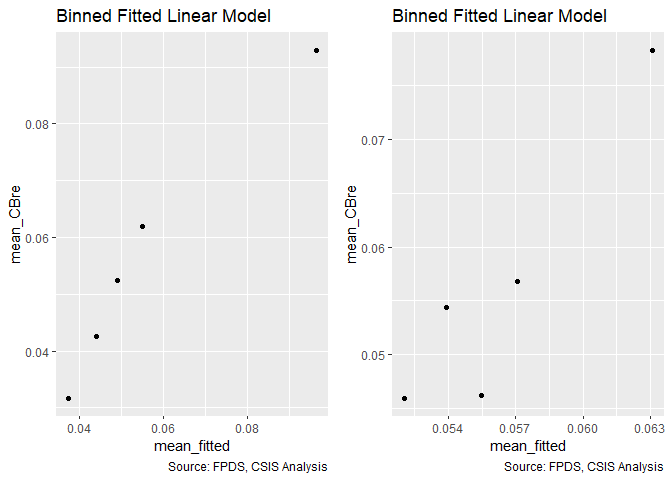 Binned Fitted Linear Model
mean_CBre
0.08
0.06
0.04
0.04
0.06
0.08
mean_fitted
Source: FPDS, CSIS Analysis
Binned Fitted Linear Model
mean_CBre
0.07
0.06
0.05
0.054
0.057
0.060
0.063
mean_fitted
Source: FPDS, CSIS Analysis